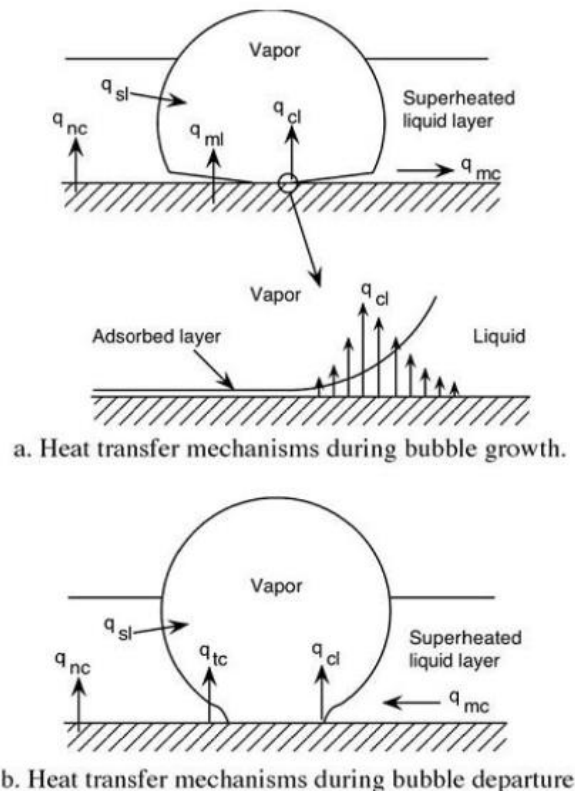 Vapor
q sl
q nc
q ml
q cl
Superheated
liquid layer
q mc
Vapor
q cl
Adsorbed layer
Liquid
a. Heat transfer mechanisms during bubble growth.
Vapor
q sl
q nc
q tc
q cl
Superheated
liquid layer
q mc
b. Heat transfer mechanisms during bubble departure